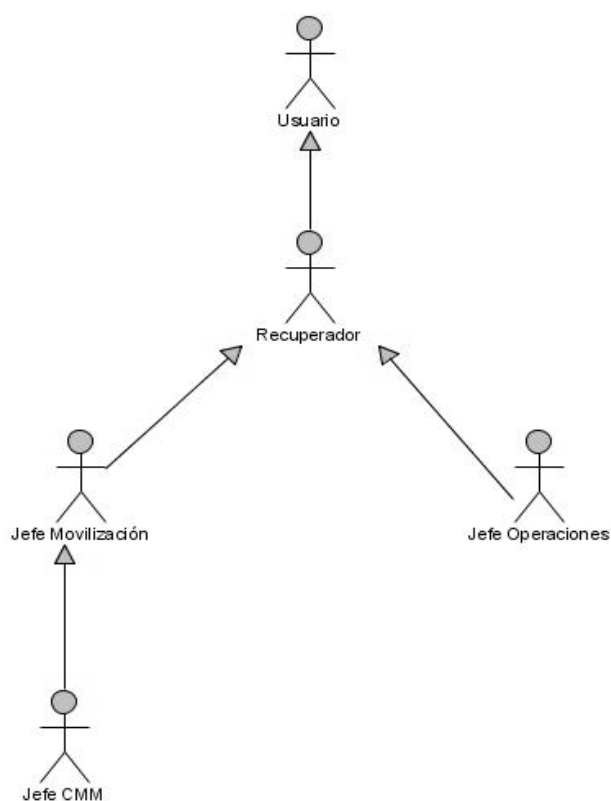 Usuario
Recuperador
Jefe Movilización
Jefe Operaciones
Jefe CMM